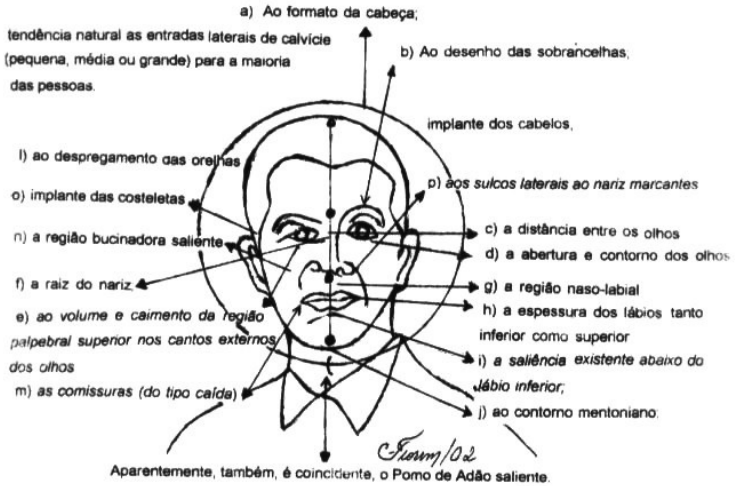 a) Ao formato da cabeça;
tendência natural as entradas laterais de calvície
(pequena, média ou grande) para a maioria
das pessoas.
b) Ao desenho das sobrancelhas;
implante dos cabelos;
l) ao despregamento das orelhas
p) aos sulcos laterais ao nariz marcantes
o) implante das costeletas
c) a distância entre os olhos
n) a região bucinadora saliente
d) a abertura e contorno dos olhos
f) a raiz do nariz
g) a região naso-labial
e) ao volume e caimento da região
palpebral superior nos cantos externos
dos olhos
h) a espessura dos lábios tanto
inferior como superior
i) a saliência existente abaixo do
lábio inferior;
m) as comissuras (do tipo caída)
j) ao contorno mentoniano:
Aparentemente, também, é coincidente, o Pomo de Adão saliente.